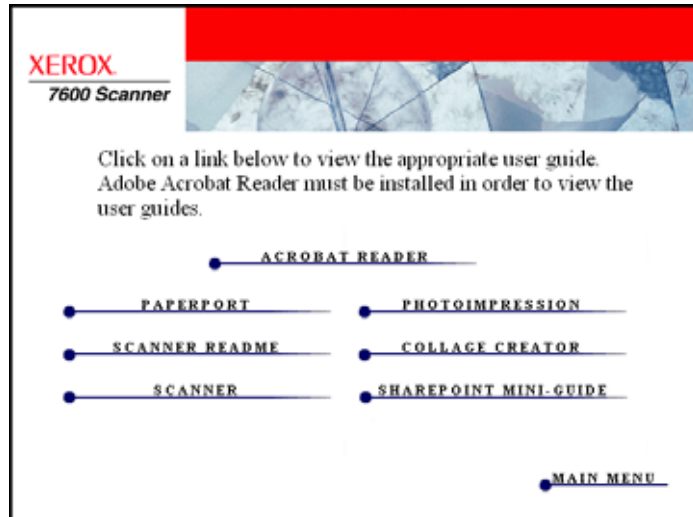 XEROX
7600 Scanner
Click on a link below to view the appropriate user guide.
Adobe Acrobat Reader must be installed in order to view the
user guides.
ACROBAT READER
PAPERPORT
PHOTOIMPRESSION
SCANNER README
COLLAGE CREATOR
SCANNER
SHAREPOINT MINI-GUIDE
MAIN MENU